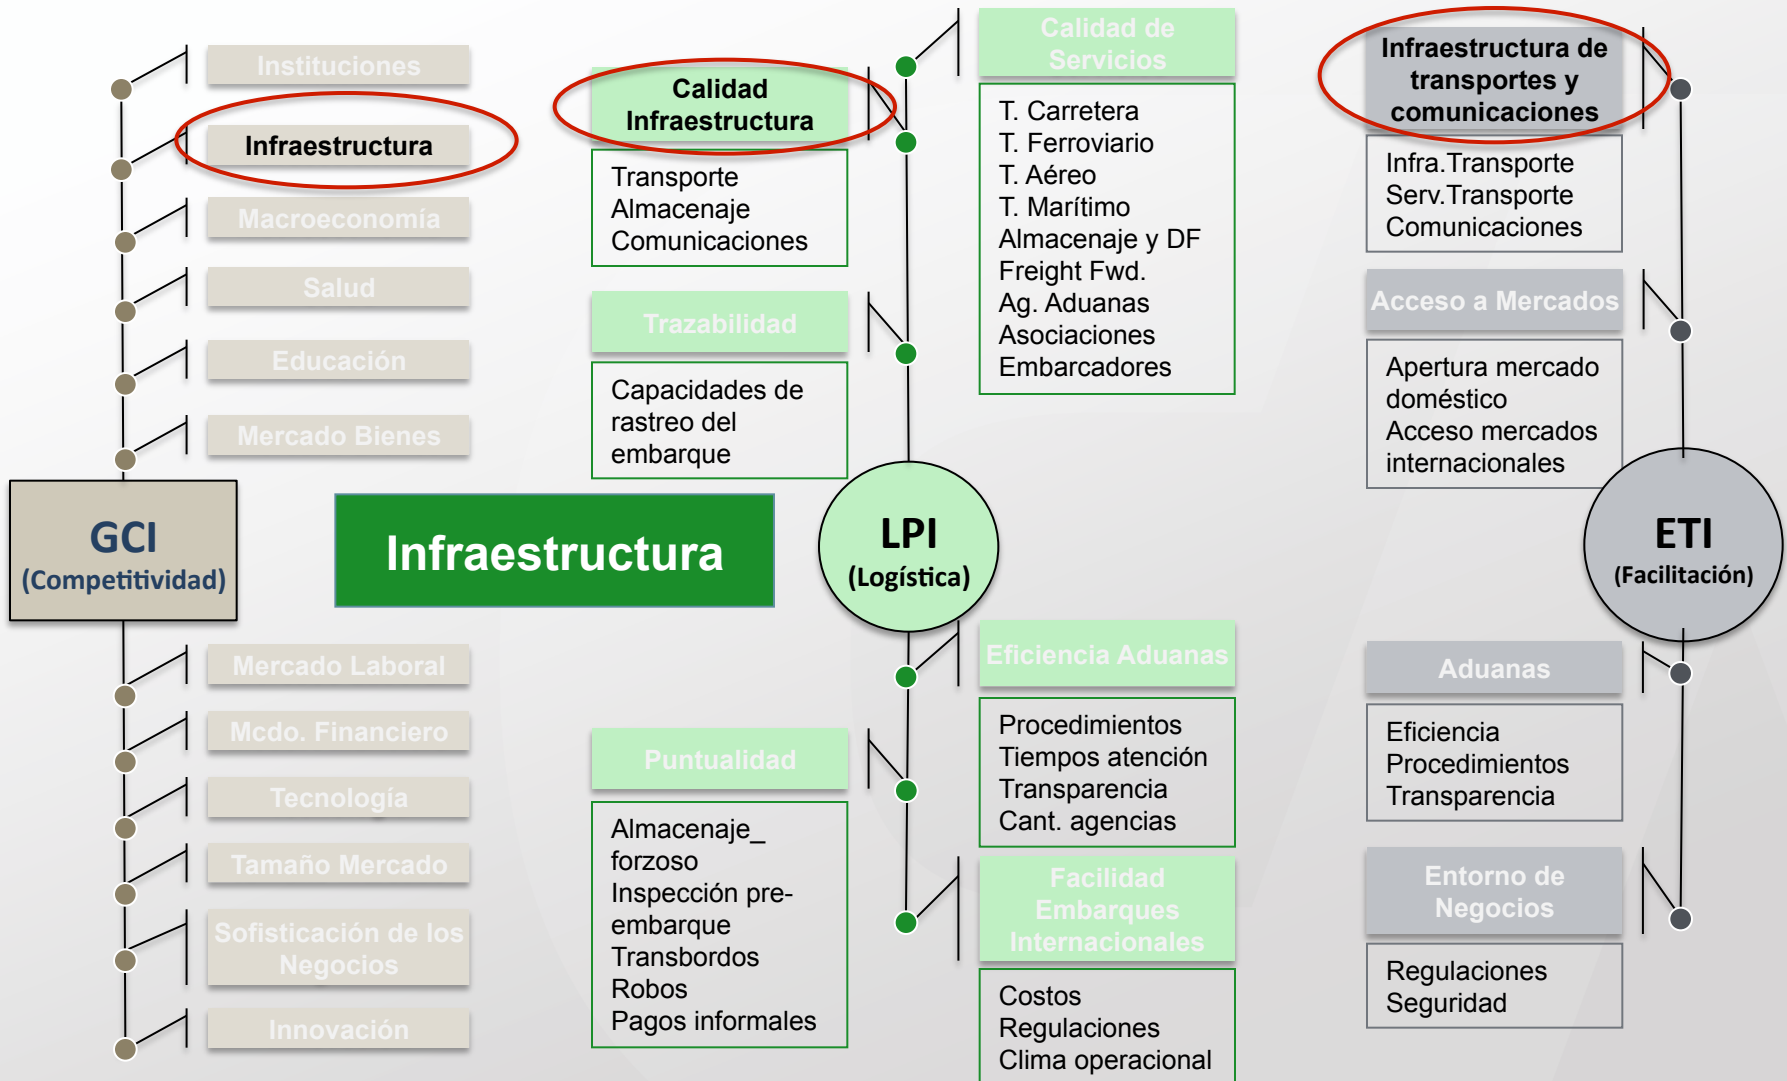 Instituciones
Infraestructura
Macroeconomía
Salud
Educación
Mercado Bienes
GCI
(Competitividad)
Mercado Laboral
Mcdo. Financiero
Tecnología
Tamaño Mercado
Sofisticación de los
Negocios
Innovación
Calidad
Infraestructura
Transporte
Almacenaje
Comunicaciones
Trazabilidad
Capacidades de
rastreo del
embarque
Infraestructura
Puntualidad
Almacenaje_
forzoso
Inspección pre-
embarque
Transbordos
Robos
Pagos informales
Calidad de
Servicios
T. Carretera
T. Ferroviario
T. Aéreo
T. Marítimo
Almacenaje y DF
Freight Fwd.
Ag. Aduanas
Asociaciones
Embarcadores
LPI
(Logística)
Eficiencia Aduanas
Procedimientos
Tiempos atención
Transparencia
Cant. agencias
Facilidad
Embarques
Internacionales
Costos
Regulaciones
Clima operacional
Infraestructura de
transportes y
comunicaciones
Infra.Transporte
Serv.Transporte
Comunicaciones
Acceso a Mercados
Apertura mercado
doméstico
Acceso mercados
internacionales
ETI
(Facilitación)
Aduanas
Eficiencia
Procedimientos
Transparencia
Entorno de
Negocios
Regulaciones
Seguridad